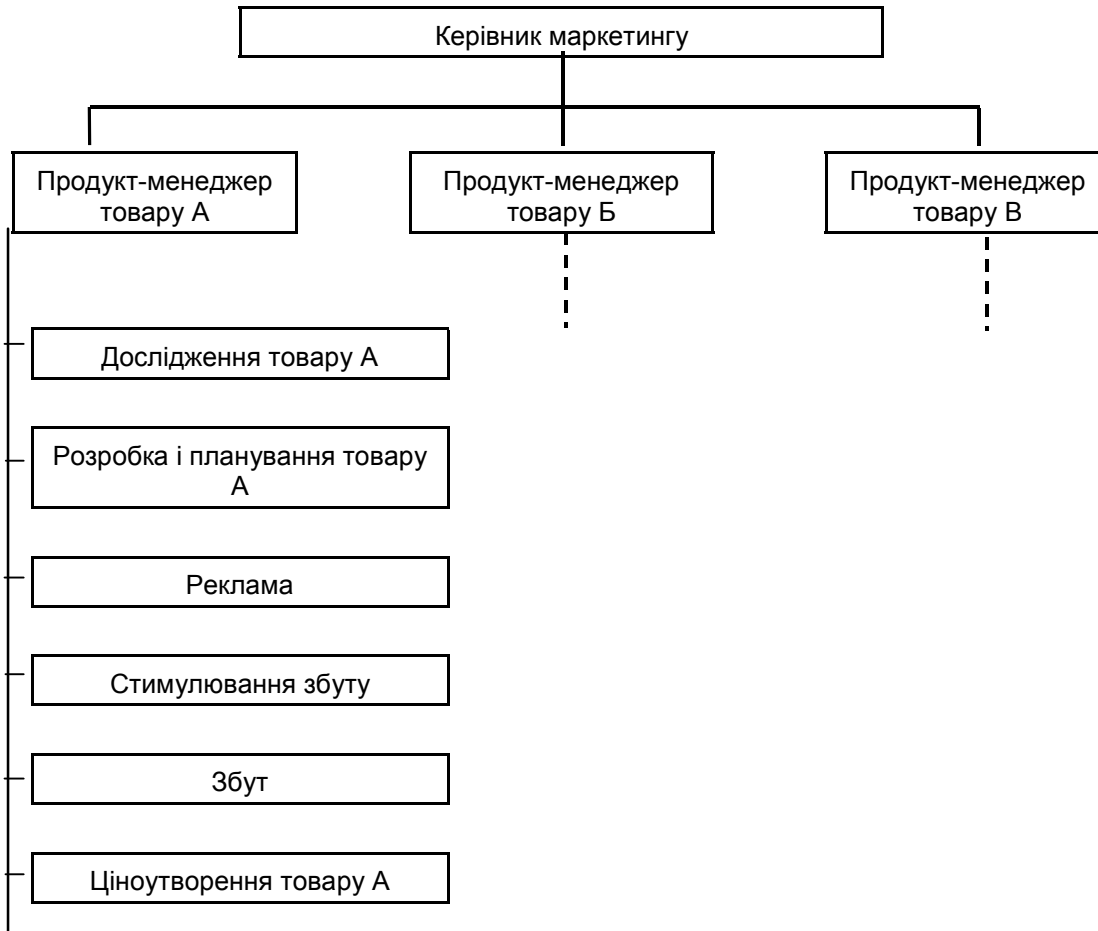 Керівник маркетингу
Продукт-менеджер
товару А
Продукт-менеджер
товару Б
Продукт-менеджер
товару В
Дослідження товару А
Розробка і планування товару
А
Реклама
Стимулювання збуту
Збут
Ціноутворення товару А